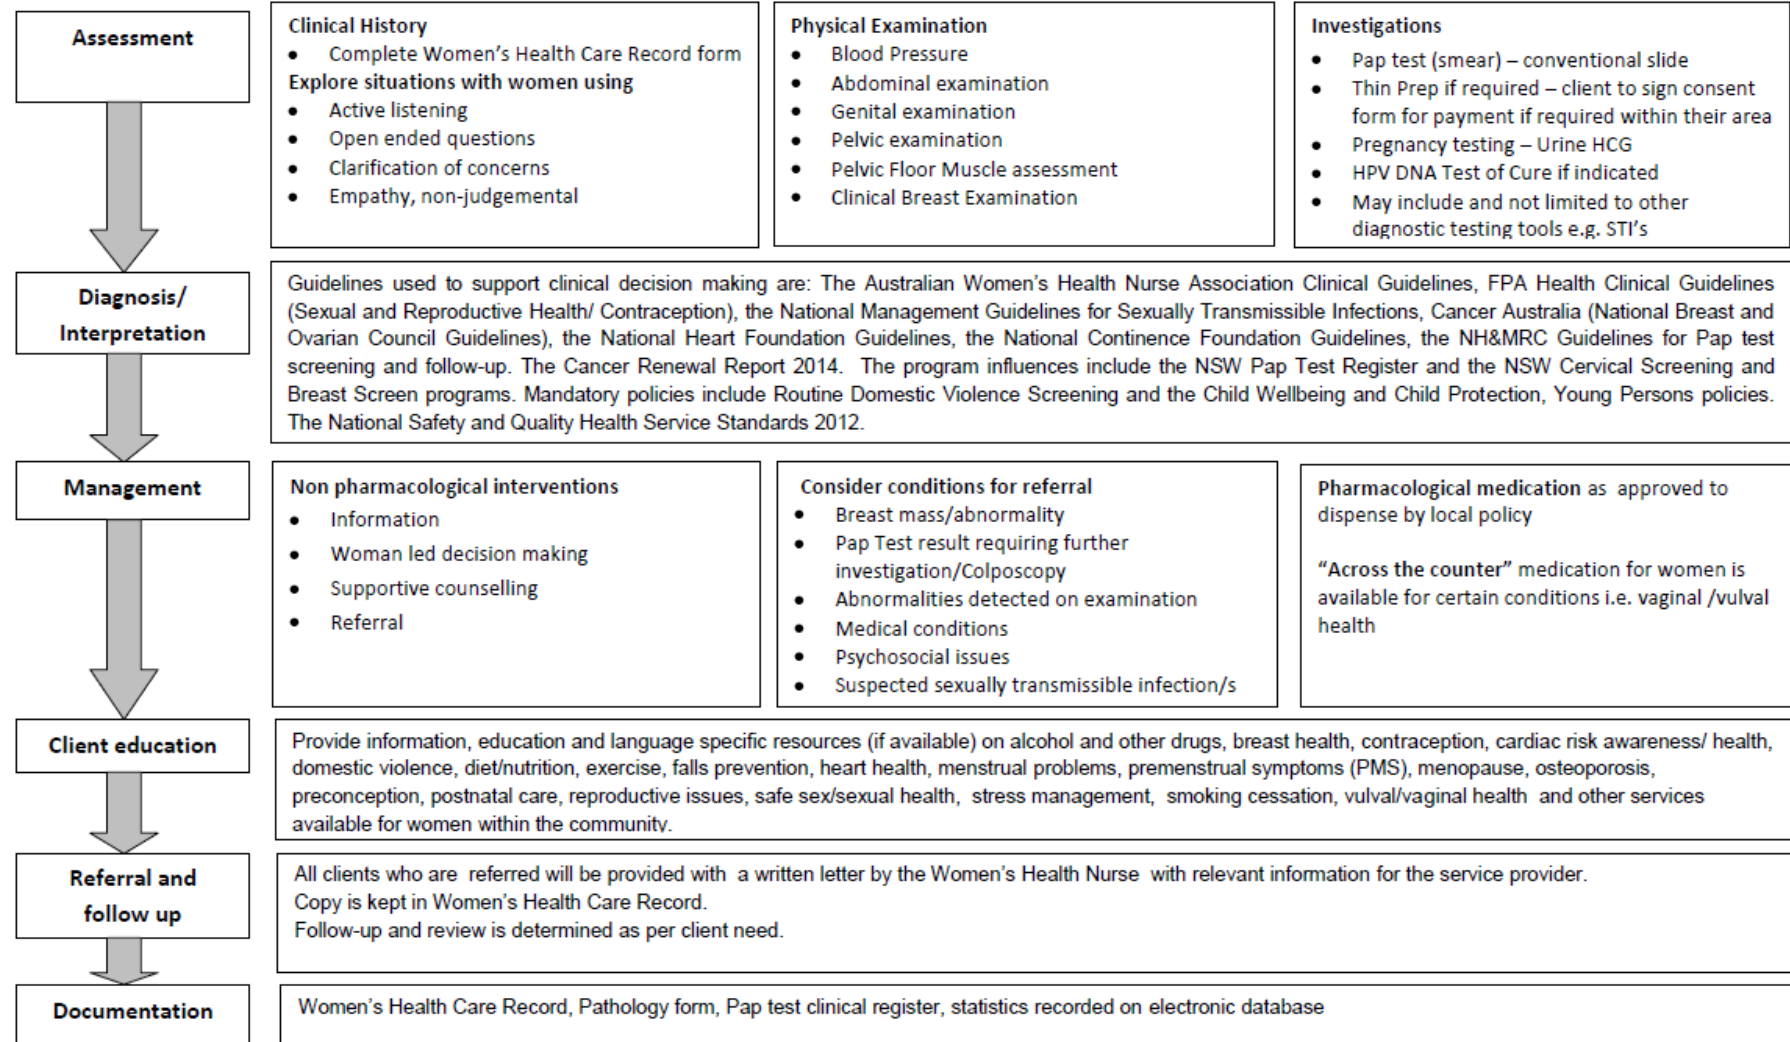 Assessment
Clinical History
• Complete Women's Health Care Record form
Explore situations with women using
• Active listening
• Open ended questions
• Clarification of concerns
• Empathy, non-judgemental
Physical Examination
• Blood Pressure
• Abdominal examination
• Genital examination
• Pelvic examination
• Pelvic Floor Muscle assessment
• Clinical Breast Examination
Investigations
• Pap test (smear) – conventional slide
• Thin Prep if required – client to sign consent
form for payment if required within their area
• Pregnancy testing – Urine HCG
• HPV DNA Test of Cure if indicated
• May include and not limited to other
diagnostic testing tools e.g. STI's
Diagnosis/
Interpretation
Guidelines used to support clinical decision making are: The Australian Women's Health Nurse Association Clinical Guidelines, FPA Health Clinical Guidelines
(Sexual and Reproductive Health/ Contraception), the National Management Guidelines for Sexually Transmissible Infections, Cancer Australia (National Breast and
Ovarian Council Guidelines), the National Heart Foundation Guidelines, the National Continence Foundation Guidelines, the NH&MRC Guidelines for Pap test
screening and follow-up. The Cancer Renewal Report 2014. The program influences include the NSW Pap Test Register and the NSW Cervical Screening and
Breast Screen programs. Mandatory policies include Routine Domestic Violence Screening and the Child Wellbeing and Child Protection, Young Persons policies.
The National Safety and Quality Health Service Standards 2012.
Management
Non pharmacological interventions
• Information
• Woman led decision making
• Supportive counselling
• Referral
Consider conditions for referral
• Breast mass/abnormality
• Pap Test result requiring further
investigation/Colposcopy
• Abnormalities detected on examination
• Medical conditions
• Psychosocial issues
• Suspected sexually transmissible infection/s
Pharmacological medication as approved to
dispense by local policy
"Across the counter" medication for women is
available for certain conditions i.e. vaginal /vulval
health
Client education
Provide information, education and language specific resources (if available) on alcohol and other drugs, breast health, contraception, cardiac risk awareness/ health,
domestic violence, diet/nutrition, exercise, falls prevention, heart health, menstrual problems, premenstrual symptoms (PMS), menopause, osteoporosis,
preconception, postnatal care, reproductive issues, safe sex/sexual health, stress management, smoking cessation, vulval/vaginal health and other services
available for women within the community.
Referral and
follow up
All clients who are referred will be provided with a written letter by the Women's Health Nurse with relevant information for the service provider.
Copy is kept in Women's Health Care Record.
Follow-up and review is determined as per client need.
Documentation
Women's Health Care Record, Pathology form, Pap test clinical register, statistics recorded on electronic database